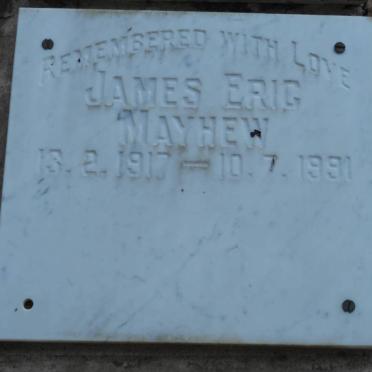 REMEMBERED WITH LOVE
JAMES ERIC
MAYHEW
13. 2. 1917 — 10. 7. 1991